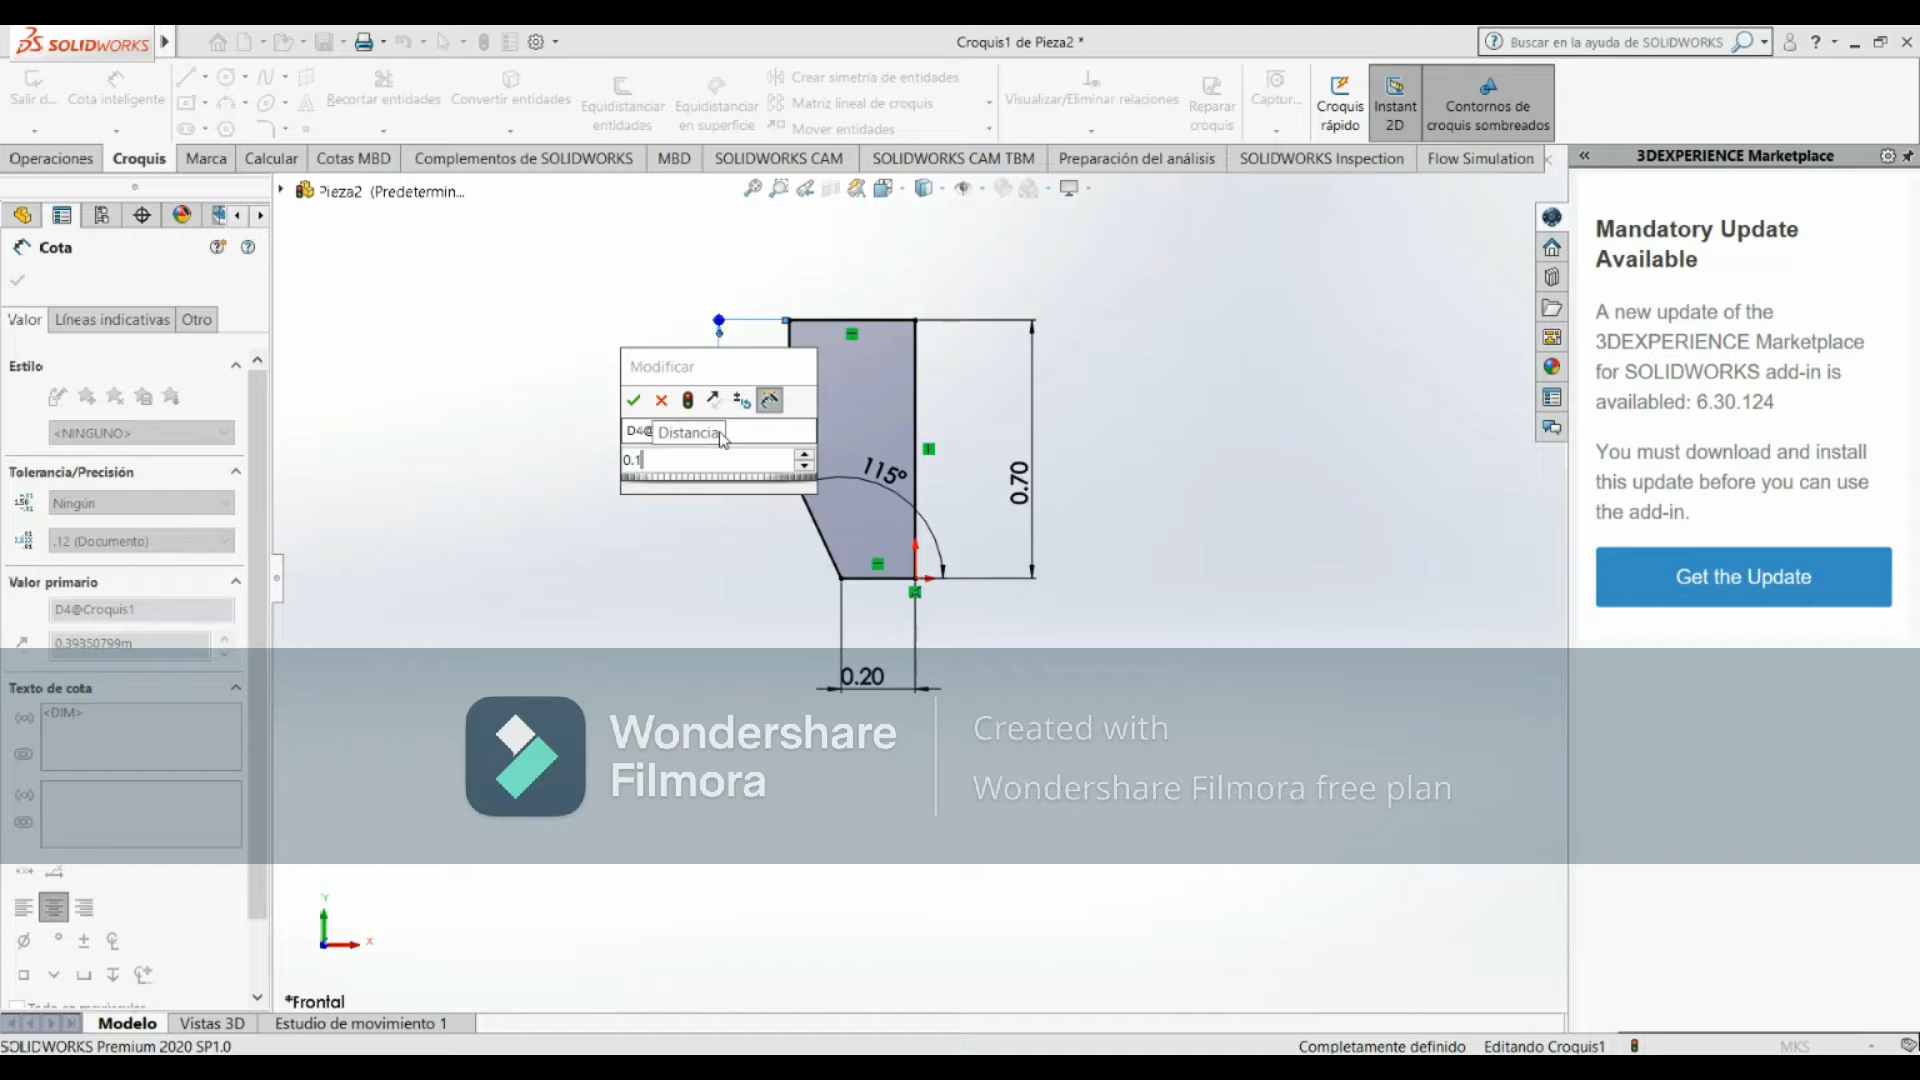 SOLIDWORKS
Croquis1 de Pieza2 *
Buscar en la ayuda de SOLIDWORKS
?
Salir d...
Cota inteligente
Recortar entidades
Convertir entidades
Equidistanciar entidades
Equidistanciar en superficie
Crear simetría de entidades
Matriz lineal de croquis
Mover entidades
Visualizar/Eliminar relaciones
Reparar croquis
Captur...
Croquis rápido
Instant 2D
Contornos de croquis sombreados
Operaciones
Croquis
Marca
Calcular
Cotas MBD
Complementos de SOLIDWORKS
MBD
SOLIDWORKS CAM
SOLIDWORKS CAM TBM
Preparación del análisis
SOLIDWORKS Inspection
Flow Simulation
3DEXPERIENCE Marketplace
Pieza2 (Predetermin...
Cota
Valor
Líneas indicativas
Otro
Estilo
<NINGUNO>
Tolerancia/Precisión
Ningún
.12 (Documento)
Valor primario
D4@Croquis1
0.39350799m
Texto de cota
<DIM>
Modificar
D4@
Distancia
0.1
115°
0.70
0.20
Mandatory Update
Available
A new update of the
3DEXPERIENCE Marketplace
for SOLIDWORKS add-in is
availabled: 6.30.124
You must download and install
this update before you can use
the add-in.
Get the Update
Wondershare
Filmora
Created with
Wondershare Filmora free plan
Y
X
*Frontal
Modelo
Vistas 3D
Estudio de movimiento 1
SOLIDWORKS Premium 2020 SP1.0
Completamente definido
Editando Croquis1
MKS